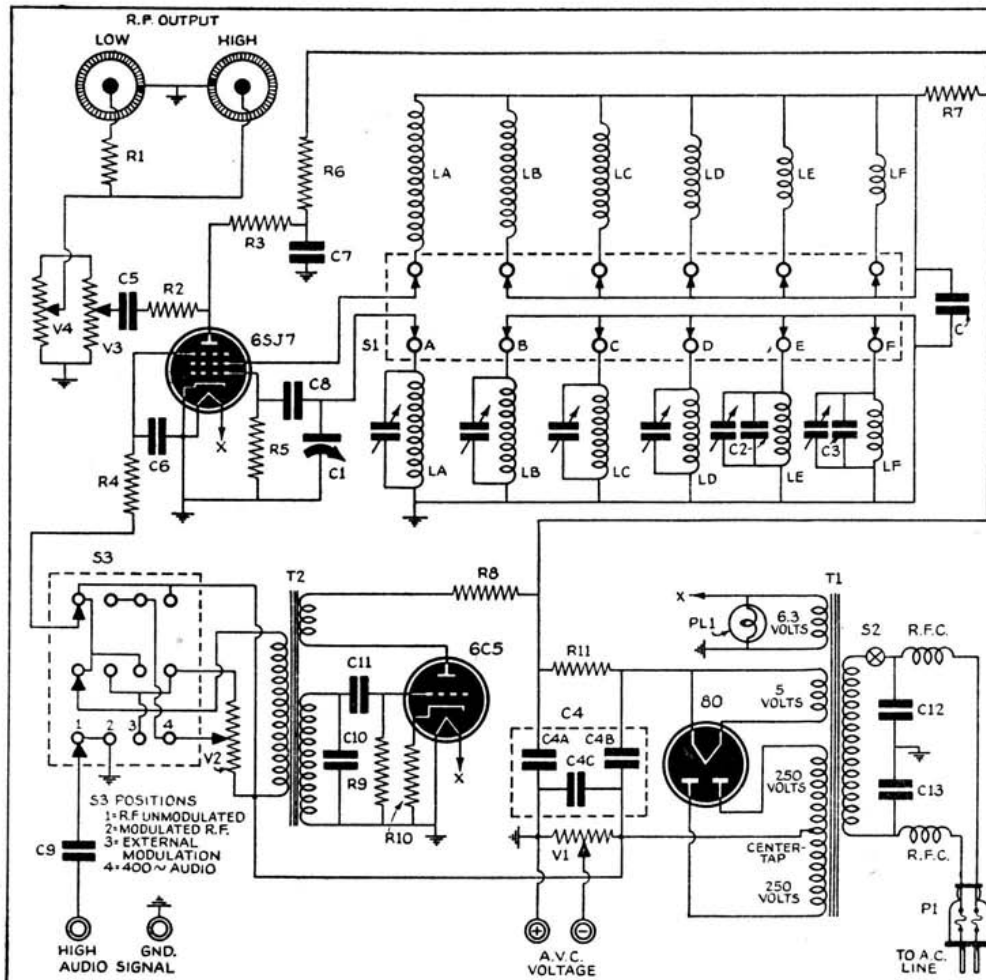 R.F. OUTPUT
LOW HIGH
R1
R6
R7
LA LB LC LD LE LF
R3
C7
C5 R2
V4 V3
6SJ7
S1 A B C D E F
C
C8
C6
X
R5
C1
R4
C2 C3
LA LB LC LD LE LF
S3
T2
R8
X
PL1
6.3
VOLTS
T1
S2 R.F.C.
6C5
R11
5
VOLTS
80
C11
C12
1 2 3 4
V2
C10
R9
X
C4
C4A C4B
C4C
250
VOLTS
C13
R10
S3 POSITIONS
1=R.F UNMODULATED
2=MODULATED R.F.
3=EXTERNAL
MODULATION
4=400~AUDIO
V1
CENTER-
TAP
250
VOLTS
R.F.C.
C9
P1
+ −
HIGH GND.
AUDIO SIGNAL
A.V.C.
VOLTAGE
TO A.C.
LINE